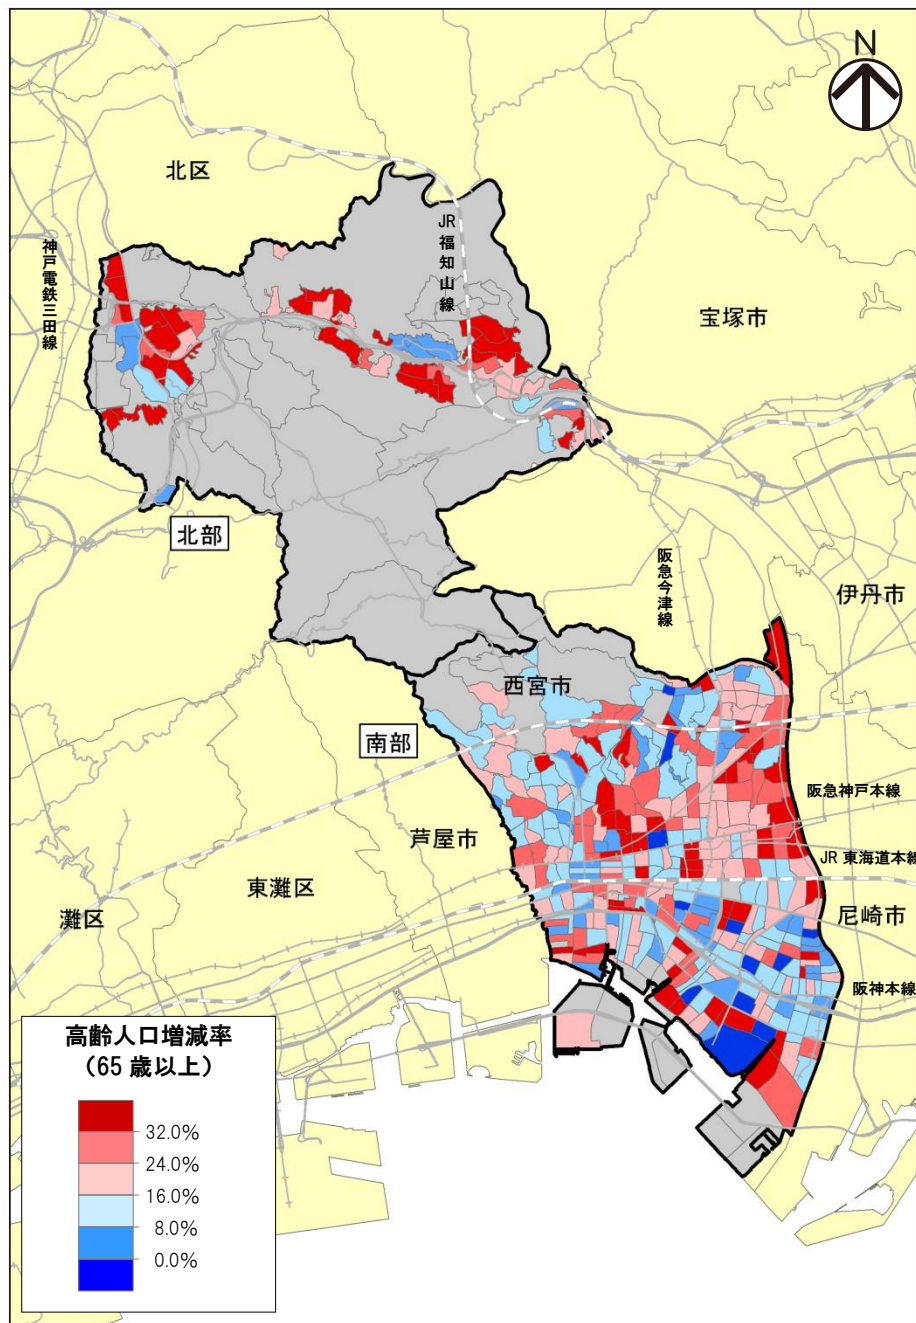 N
北区
神戸電鉄三田線
JR福知山線
宝塚市
北部
阪急今津線
伊丹市
西宮市
南部
阪急神戸本線
芦屋市
JR 東海道本線
東灘区
灘区
尼崎市
阪神本線
高齢人口増減率
（65 歳以上）
32.0%
24.0%
16.0%
8.0%
0.0%